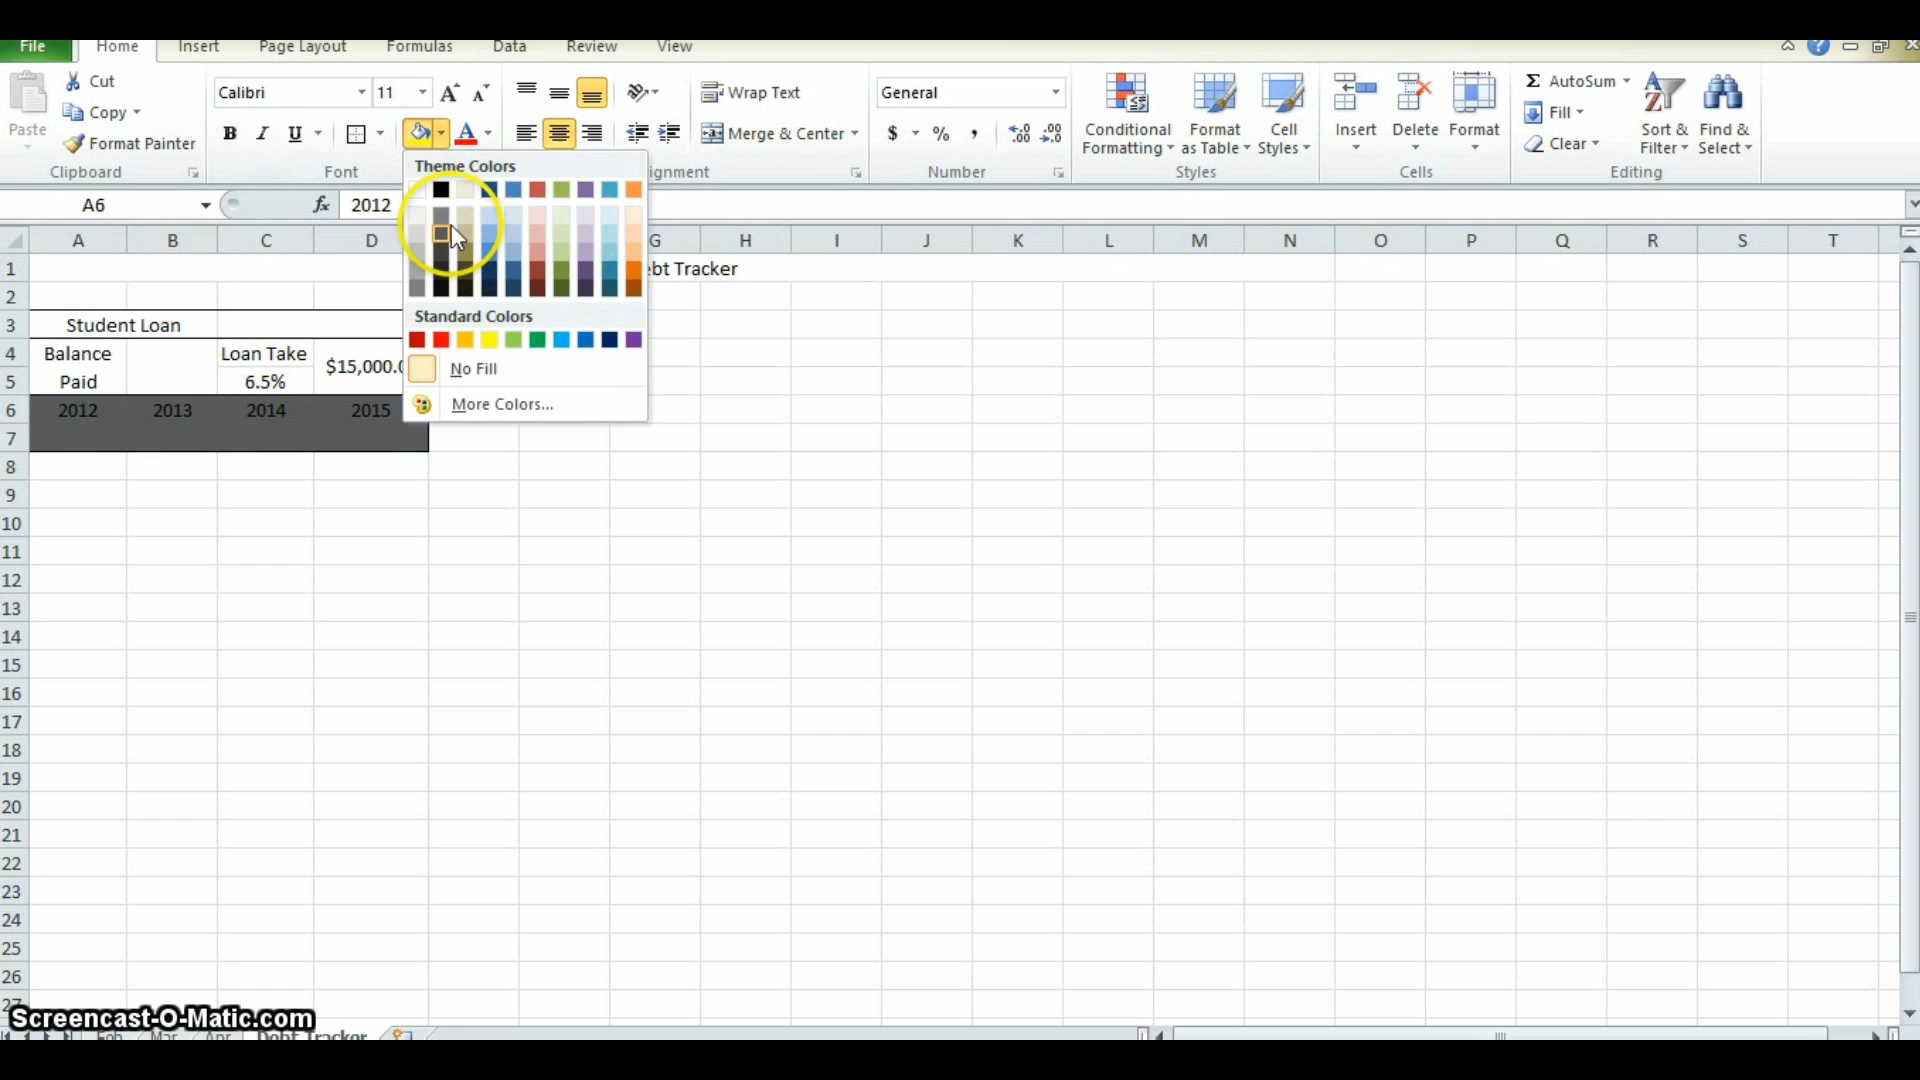 File Home Insert Page Layout Formulas Data Review View
Cut
Copy
Format Painter
Paste
Clipboard
Calibri 11
B I U
Font
Wrap Text
Merge & Center
General
$ % ,
Number
Conditional Formatting
Format as Table
Cell Styles
Styles
Insert Delete Format
Cells
Σ AutoSum
Fill
Clear
Sort & Filter
Find & Select
Editing
A6 fx 2012
Theme Colors
Standard Colors
No Fill
More Colors...
A B C D G H I J K L M N O P Q R S T
1
2
3 Student Loan
4 Balance Loan Take
5 Paid 6.5%
6 2012 2013 2014 2015
7
8
9
10
11
12
13
14
15
16
17
18
19
20
21
22
23
24
25
26
27
Screencast-O-Matic.com
Feb Mar Apr Debt Tracker